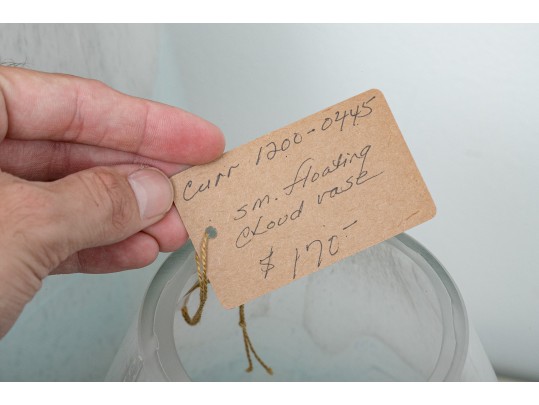 Curr 1200-0445
sm. floating
cloud vase
$ 170-